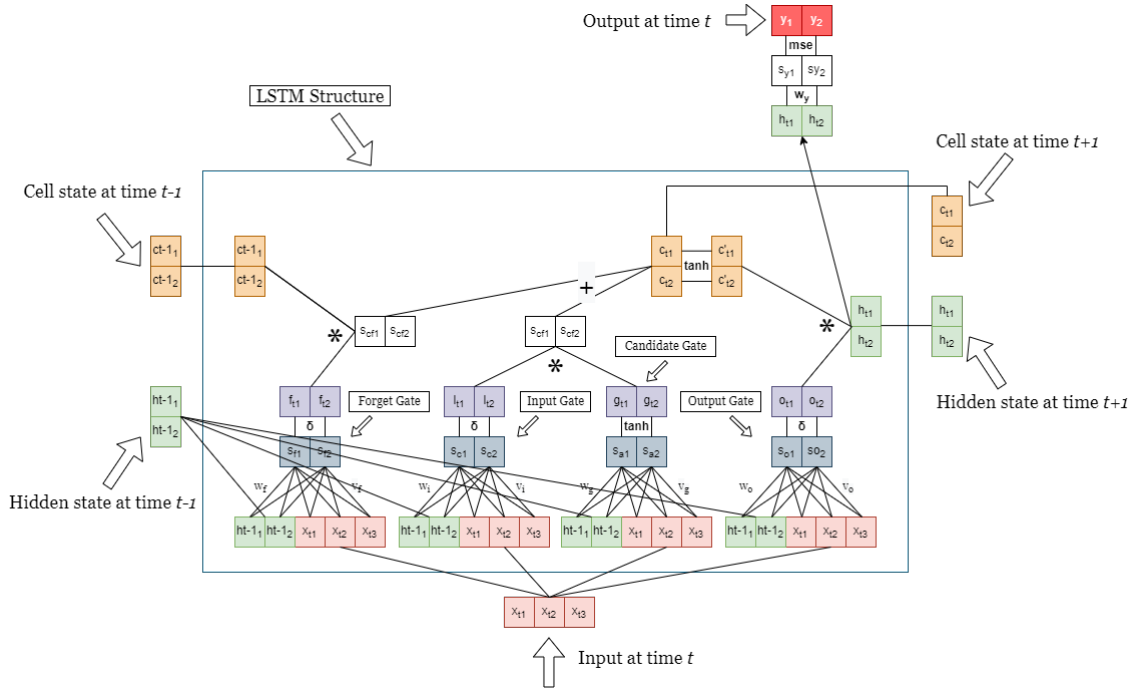 Output at time t
y1 y2
mse
sy1 sy2
wy
ht1 ht2
LSTM Structure
Cell state at time t+1
Cell state at time t-1
ct1
ct2
ct-11
ct-12
ct-11
ct-12
ct1
ct2
tanh
c't1
c't2
+
*
scf1 scf2
scf1 scf2
*
*
ht1
ht2
ht1
ht2
Candidate Gate
ht-11
ht-12
ft1 ft2
Forget Gate
It1 It2
Input Gate
gt1 gt2
Output Gate
ot1 ot2
Hidden state at time t+1
δ
δ
tanh
δ
sf1 sf2
sc1 sc2
sa1 sa2
so1 so2
Hidden state at time t-1
wf vf
wi vi
wg vg
wo vo
ht-11 ht-12 xt1 xt2 xt3
ht-11 ht-12 xt1 xt2 xt3
ht-11 ht-12 xt1 xt2 xt3
ht-11 ht-12 xt1 xt2 xt3
xt1 xt2 xt3
Input at time t